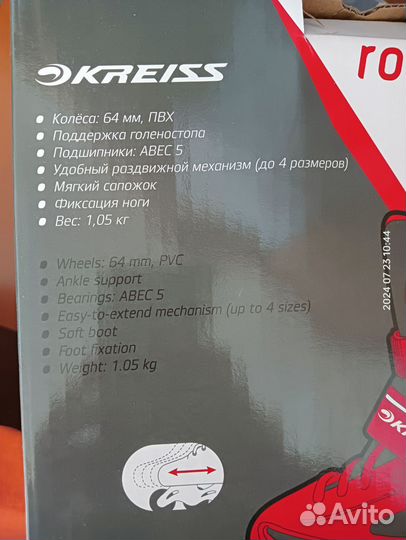 KREISS
ro
• Колёса: 64 мм, ПВХ
• Поддержка голеностопа
• Подшипники: ABEC 5
• Удобный раздвижной механизм (до 4 размеров)
• Мягкий сапожок
• Фиксация ноги
• Вес: 1,05 кг
• Wheels: 64 mm, PVC
• Ankle support
• Bearings: ABEC 5
• Easy-to-extend mechanism (up to 4 sizes)
• Soft boot
• Foot fixation
• Weight: 1.05 kg
2024 07 23 10:44
Avito